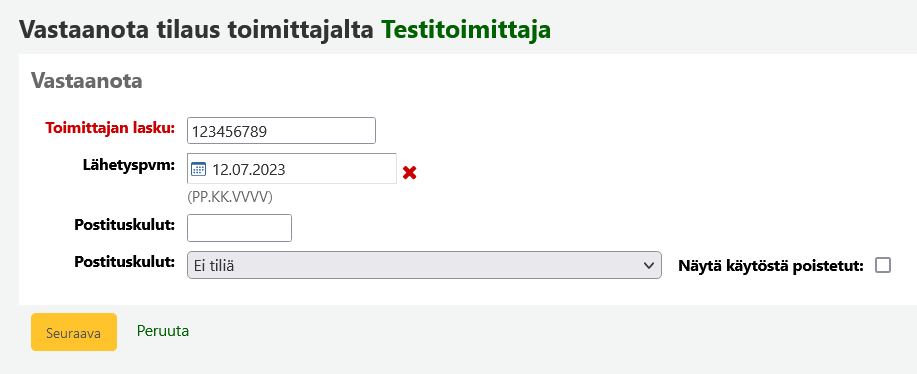 Vastaanota tilaus toimittajalta Testitoimittaja
Vastaanota
Toimittajan lasku: 123456789
Lähetyspvm: 12.07.2023
(PP.KK.VVVV)
Postituskulut:
Postituskulut: Ei tiliä Näytä käytöstä poistetut:
Seuraava Peruuta